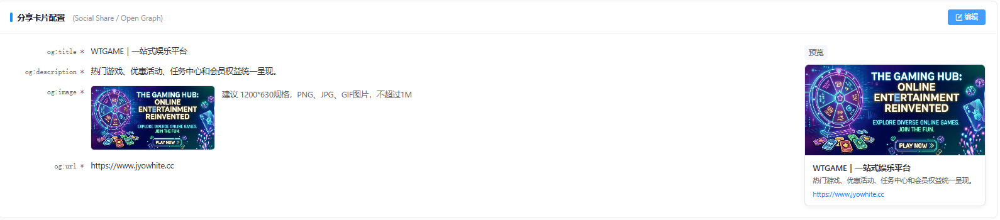 分享卡片配置 (Social Share / Open Graph)
编辑
og:title * WTGAME | 一站式娱乐平台
og:description * 热门游戏、优惠活动、任务中心和会员权益统一呈现。
og:image *
THE GAMING HUB:
ONLINE
ENTERTAINMENT
REINVENTED
EXPLORE DIVERSE ONLINE GAMES.
JOIN THE FUN.
PLAY NOW »
建议 1200*630规格，PNG、JPG、GIF图片，不超过1M
og:url * https://www.jyowhite.cc
预览
THE GAMING HUB:
ONLINE
ENTERTAINMENT
REINVENTED
EXPLORE DIVERSE ONLINE GAMES.
JOIN THE FUN.
PLAY NOW »
WTGAME | 一站式娱乐平台
热门游戏、优惠活动、任务中心和会员权益统一呈现。
https://www.jyowhite.cc